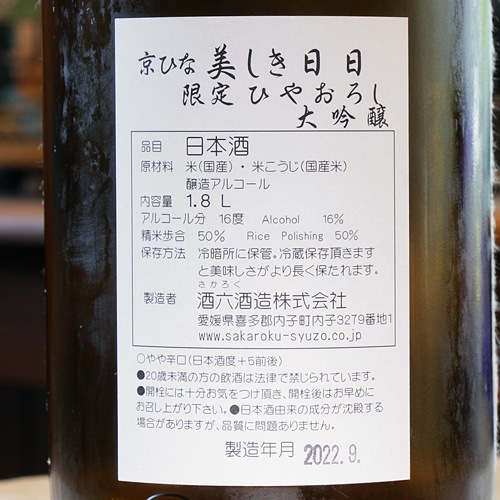 京ひな 美しき日日
限定 ひやおろし
大吟醸
品目 日本酒
原材料 米(国産)・米こうじ(国産米)
醸造アルコール
内容量 1.8 L
アルコール分 16度 Alcohol 16%
精米歩合 50% Rice Polishing 50%
保存方法 冷暗所に保管。冷蔵保存頂きます
と美味しさがより長く保たれます。
さかろく
製造者 酒六酒造株式会社
愛媛県喜多郡内子町内子3279番地1
www.sakaroku-syuzo.co.jp
○やや辛口(日本酒度+5前後)
●20歳未満の方の飲酒は法律で禁じられています。
●開栓には十分お気をつけ頂き、開栓後はお早めに
お召し上がり下さい。●日本酒由来の成分が沈殿する
場合がありますが、品質に問題ありません。
製造年月 2022.9.